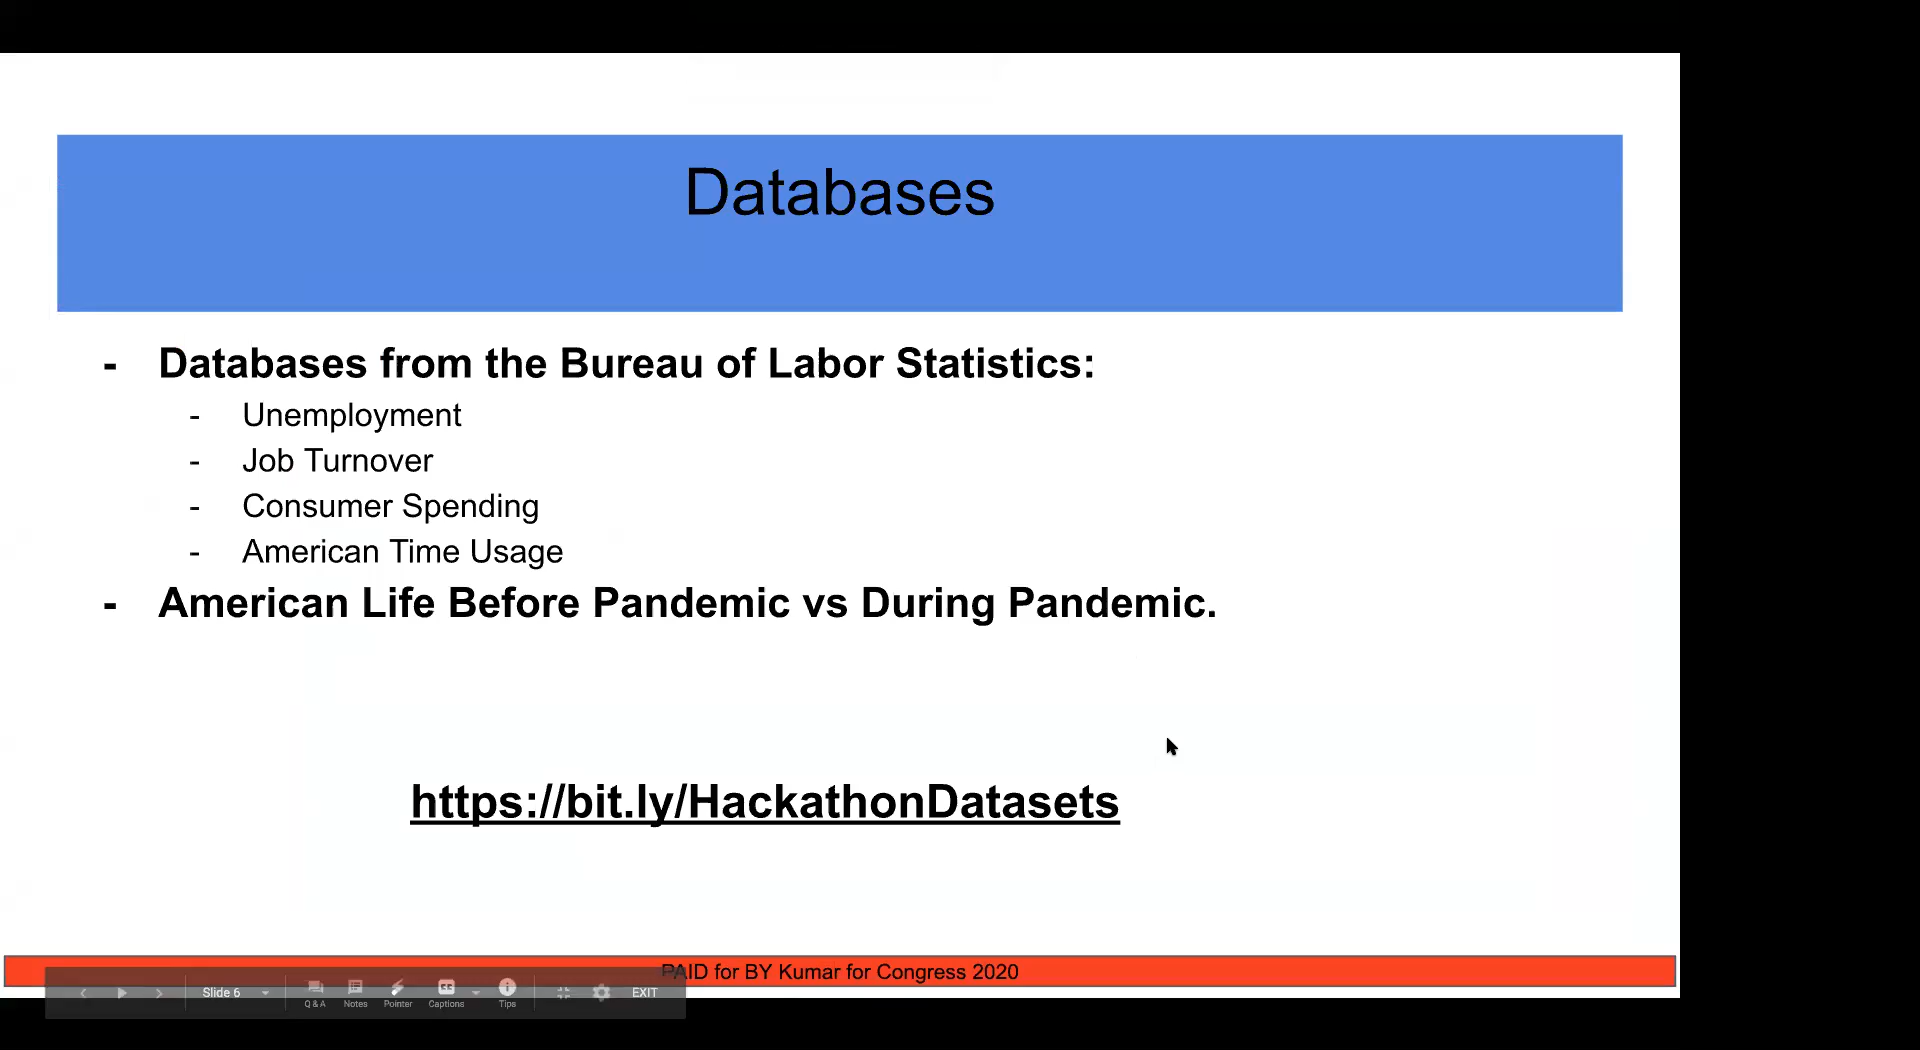 Databases
- Databases from the Bureau of Labor Statistics:
- Unemployment
- Job Turnover
- Consumer Spending
- American Time Usage
- American Life Before Pandemic vs During Pandemic.
https://bit.ly/HackathonDatasets
PAID for BY Kumar for Congress 2020
Slide 6
Q & A Notes Pointer Captions Tips EXIT